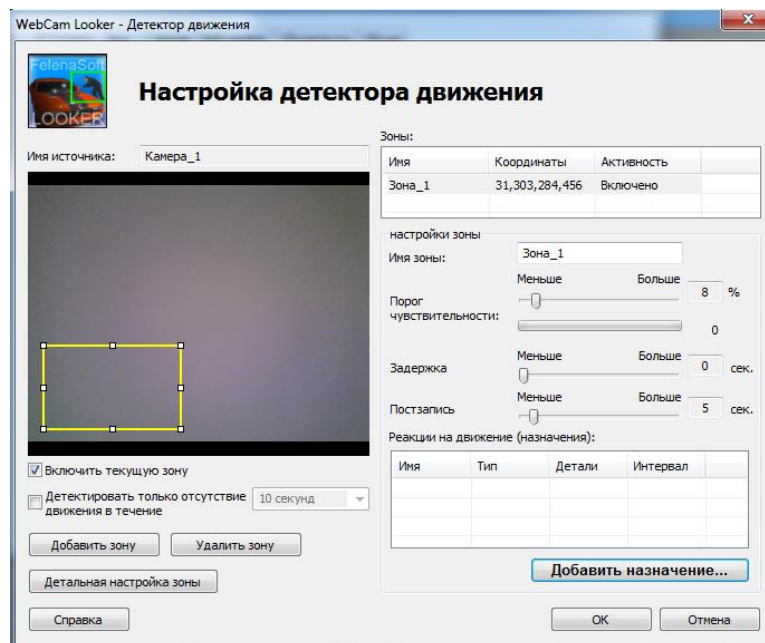 WebCam Looker - Детектор движения
FelenaSoft
LOOKER
Настройка детектора движения
Имя источника: Камера_1
Зоны:
Имя Координаты Активность
Зона_1 31,303,284,456 Включено
настройки зоны
Имя зоны: Зона_1
Меньше Больше
Порог чувствительности: 8 %
0
Меньше Больше
Задержка 0 сек.
Меньше Больше
Постзапись 5 сек.
Реакции на движение (назначения):
Имя Тип Детали Интервал
Включить текущую зону
Детектировать только отсутствие движения в течение 10 секунд
Добавить зону Удалить зону
Добавить назначение...
Детальная настройка зоны
Справка OK Отмена